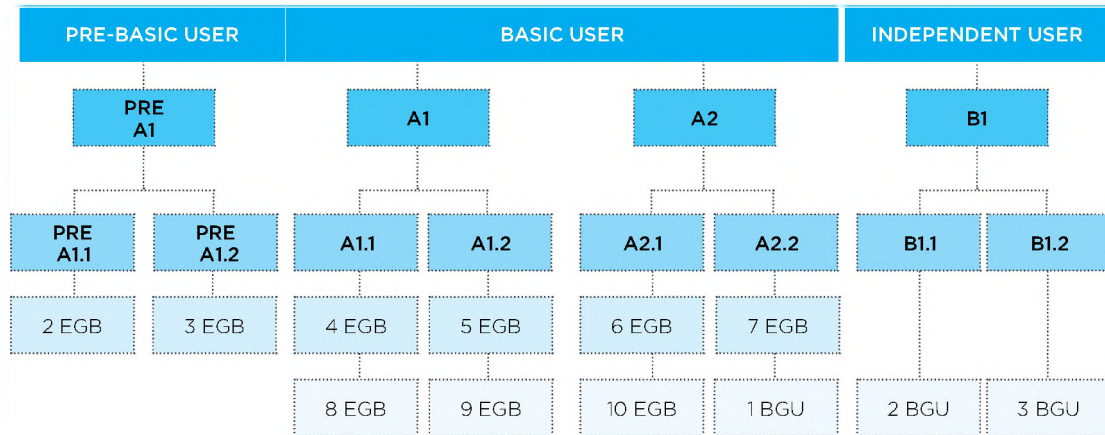 PRE-BASIC USER
BASIC USER
INDEPENDENT USER
PRE
A1
A1
A2
B1
PRE
A1.1
PRE
A1.2
A1.1
A1.2
A2.1
A2.2
B1.1
B1.2
2 EGB
3 EGB
4 EGB
5 EGB
6 EGB
7 EGB
8 EGB
9 EGB
10 EGB
1 BGU
2 BGU
3 BGU